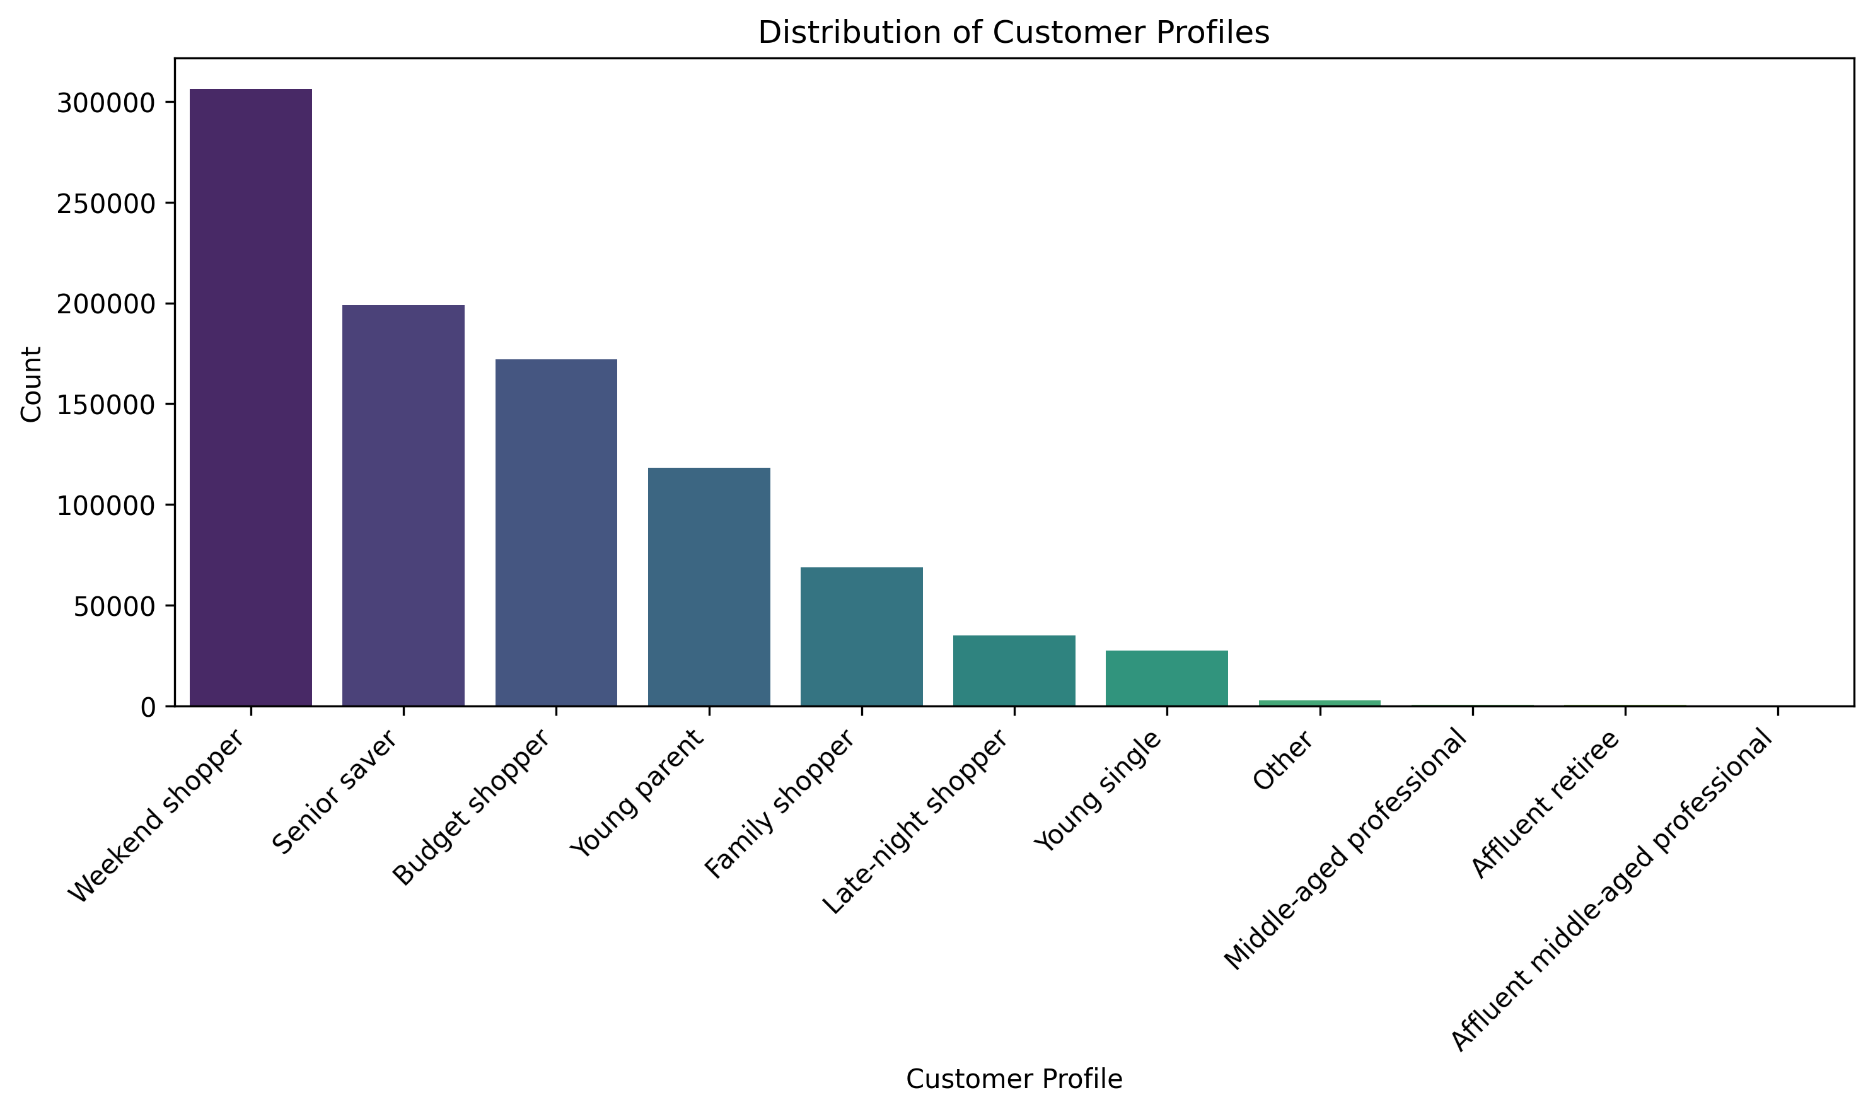 Distribution of Customer Profiles
300000
250000
200000
150000
100000
50000
0
Count
Weekend shopper
Senior saver
Budget shopper
Young parent
Family shopper
Late-night shopper
Young single
Other
Middle-aged professional
Affluent retiree
Affluent middle-aged professional
Customer Profile